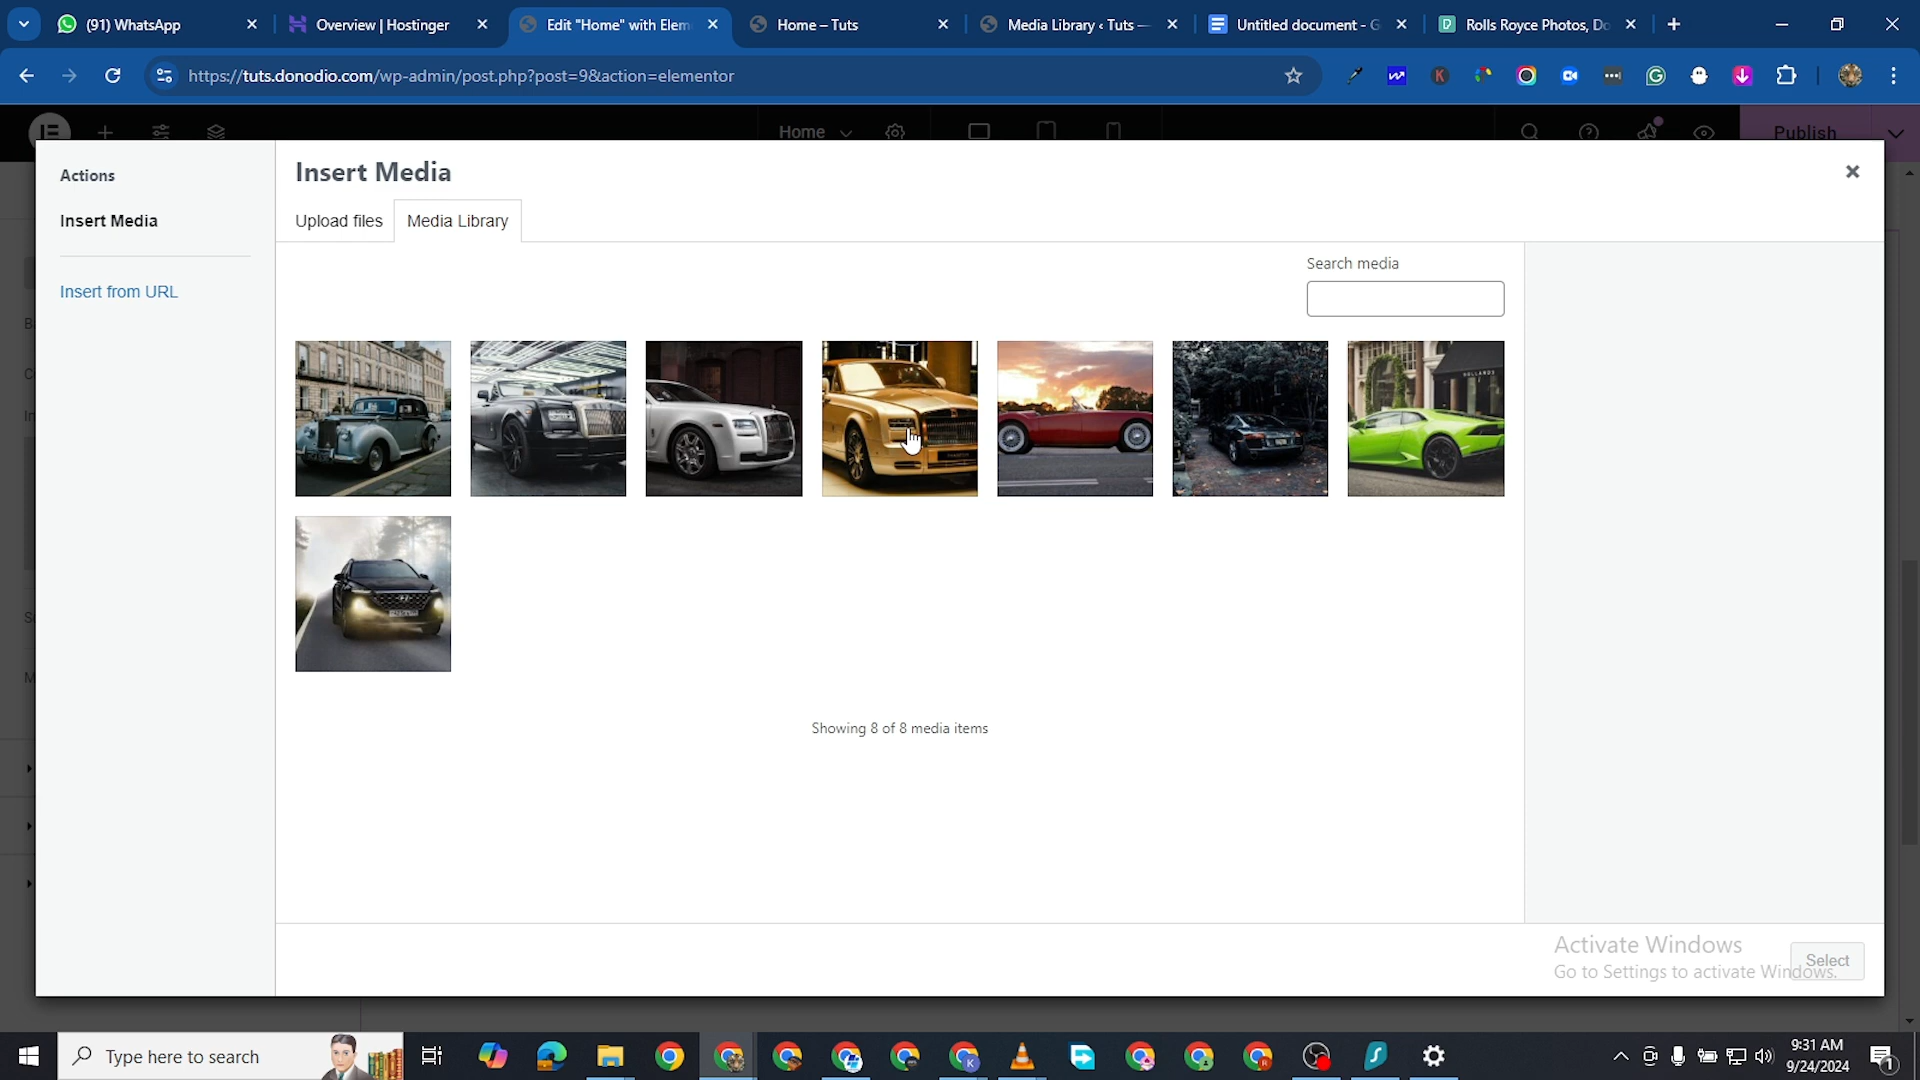 (91) WhatsApp
Overview | Hostinger
Edit "Home" with Elem
Home – Tuts
Media Library ‹ Tuts —
Untitled document - G
Rolls Royce Photos, Do
https://tuts.donodio.com/wp-admin/post.php?post=9&action=elementor
Home
Publish
Actions
Insert Media
Insert from URL
Insert Media
Upload files
Media Library
Search media
HOLLANDS
Showing 8 of 8 media items
Activate Windows
Go to Settings to activate Windows.
Select
Type here to search
9:31 AM
9/24/2024
1